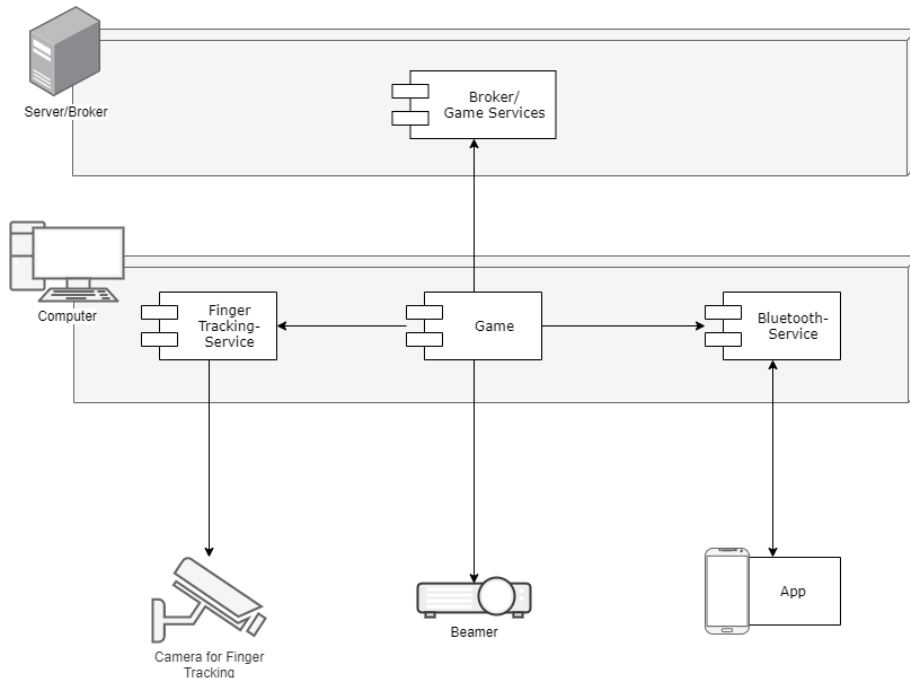 Server/Broker
Broker/
Game Services
Computer
Finger
Tracking-
Service
Game
Bluetooth-
Service
App
Beamer
Camera for Finger
Tracking